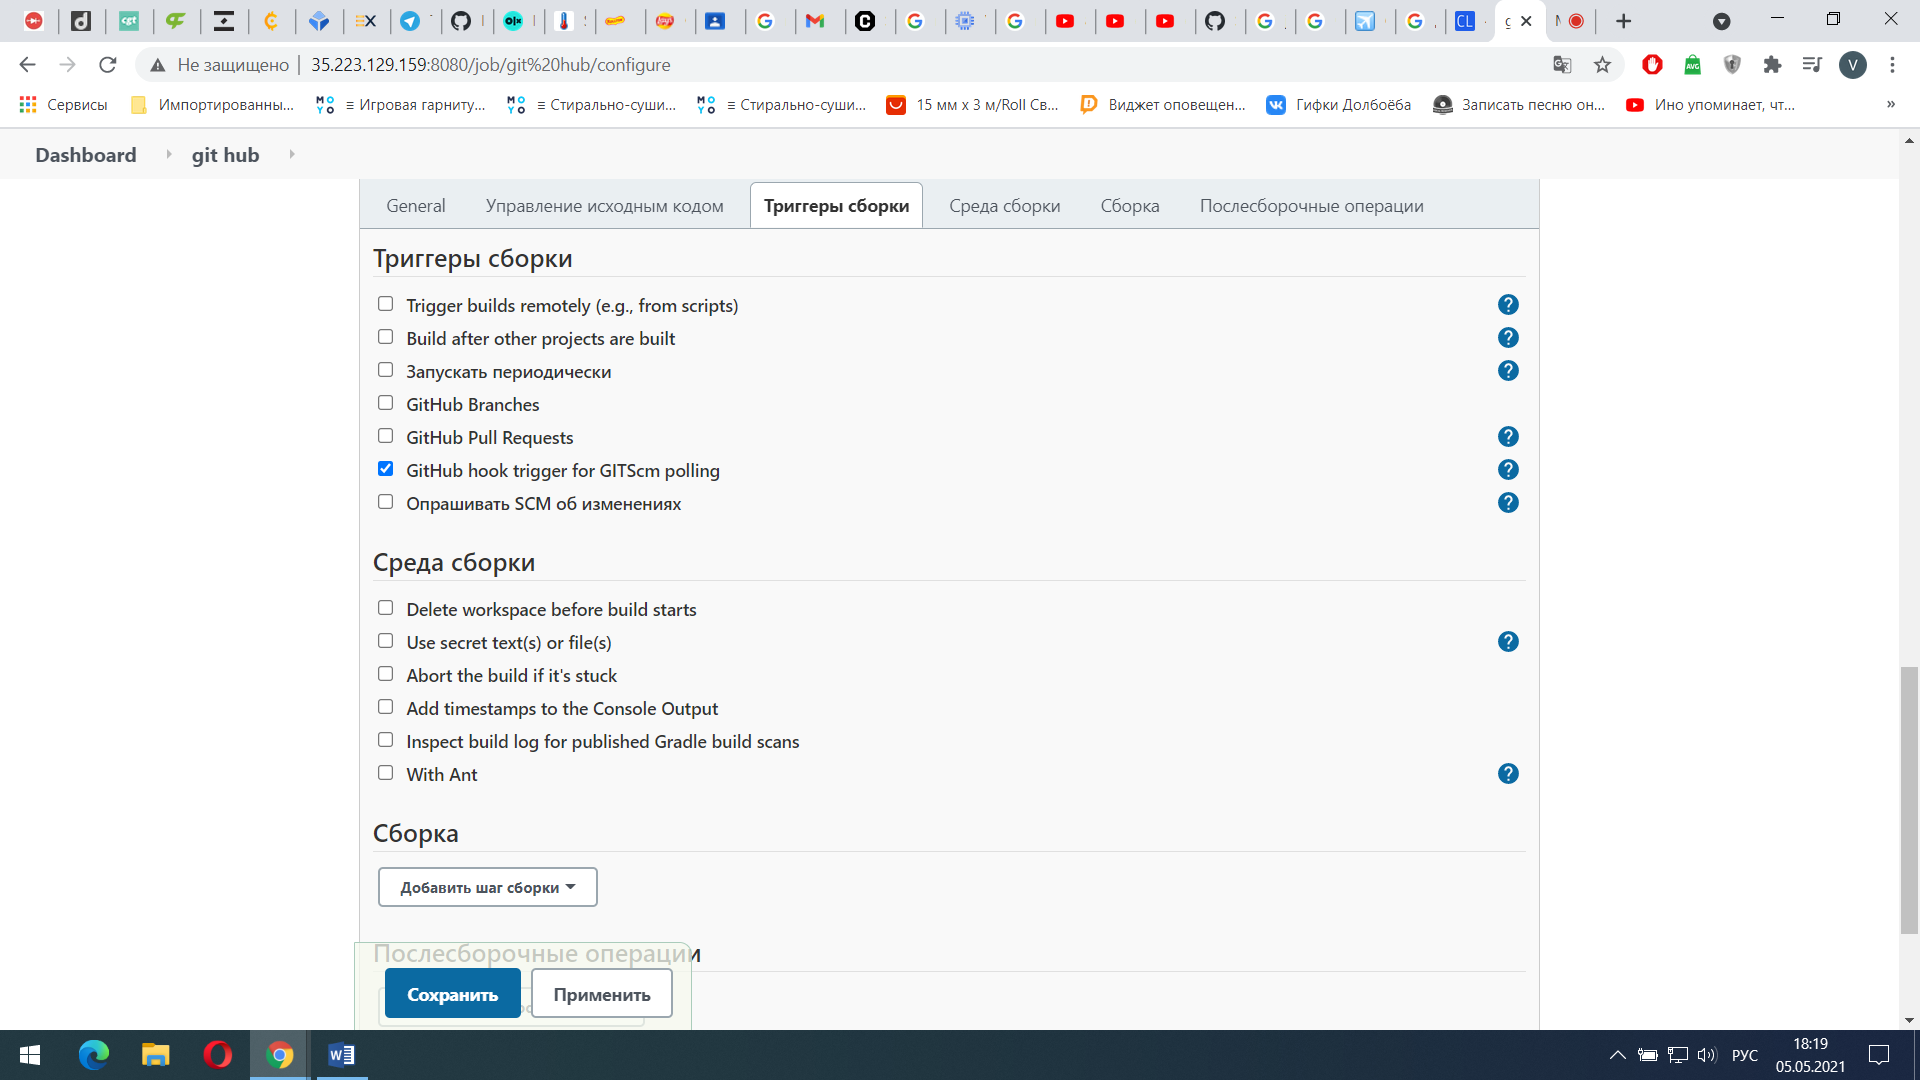 Не защищено | 35.223.129.159:8080/job/git%20hub/configure
V
Сервисы
Импортированны...
≡ Игровая гарниту...
≡ Стирально-суши...
≡ Стирально-суши...
15 мм x 3 м/Roll Св...
Виджет оповещен...
Гифки Долбоёба
Записать песню он...
Ино упоминает, чт...
»
Dashboard
git hub
General
Управление исходным кодом
Триггеры сборки
Среда сборки
Сборка
Послесборочные операции
Триггеры сборки
Trigger builds remotely (e.g., from scripts)
Build after other projects are built
Запускать периодически
GitHub Branches
GitHub Pull Requests
GitHub hook trigger for GITScm polling
Опрашивать SCM об изменениях
Среда сборки
Delete workspace before build starts
Use secret text(s) or file(s)
Abort the build if it's stuck
Add timestamps to the Console Output
Inspect build log for published Gradle build scans
With Ant
Сборка
Добавить шаг сборки
Послесборочные операции
Сохранить
Применить
РУС
18:19
05.05.2021